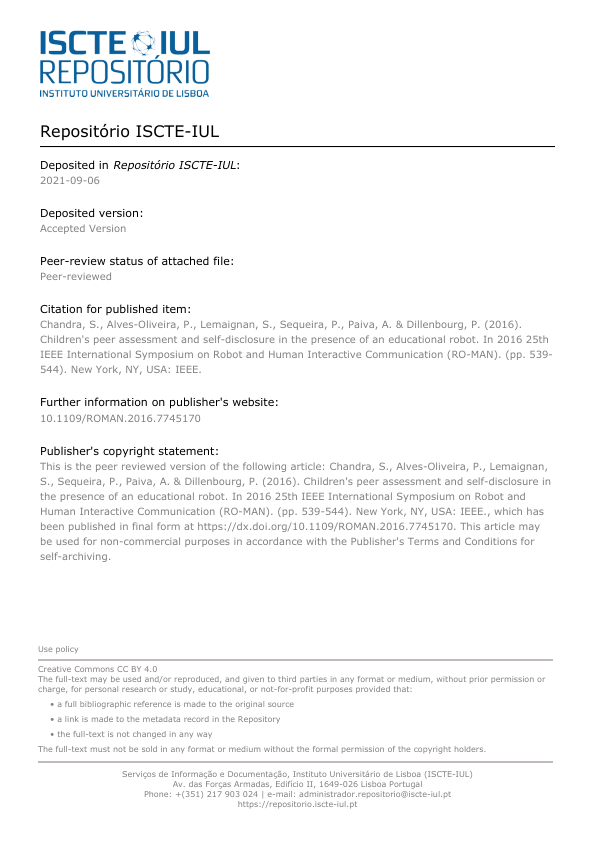 ISCTE IUL
REPOSITÓRIO
INSTITUTO UNIVERSITÁRIO DE LISBOA
Repositório ISCTE-IUL
Deposited in Repositório ISCTE-IUL:
2021-09-06
Deposited version:
Accepted Version
Peer-review status of attached file:
Peer-reviewed
Citation for published item:
Chandra, S., Alves-Oliveira, P., Lemaignan, S., Sequeira, P., Paiva, A. & Dillenbourg, P. (2016).
Children's peer assessment and self-disclosure in the presence of an educational robot. In 2016 25th
IEEE International Symposium on Robot and Human Interactive Communication (RO-MAN). (pp. 539-
544). New York, NY, USA: IEEE.
Further information on publisher's website:
10.1109/ROMAN.2016.7745170
Publisher's copyright statement:
This is the peer reviewed version of the following article: Chandra, S., Alves-Oliveira, P., Lemaignan,
S., Sequeira, P., Paiva, A. & Dillenbourg, P. (2016). Children's peer assessment and self-disclosure in
the presence of an educational robot. In 2016 25th IEEE International Symposium on Robot and
Human Interactive Communication (RO-MAN). (pp. 539-544). New York, NY, USA: IEEE., which has
been published in final form at https://dx.doi.org/10.1109/ROMAN.2016.7745170. This article may
be used for non-commercial purposes in accordance with the Publisher's Terms and Conditions for
self-archiving.
Use policy
Creative Commons CC BY 4.0
The full-text may be used and/or reproduced, and given to third parties in any format or medium, without prior permission or
charge, for personal research or study, educational, or not-for-profit purposes provided that:
• a full bibliographic reference is made to the original source
• a link is made to the metadata record in the Repository
• the full-text is not changed in any way
The full-text must not be sold in any format or medium without the formal permission of the copyright holders.
Serviços de Informação e Documentação, Instituto Universitário de Lisboa (ISCTE-IUL)
Av. das Forças Armadas, Edifício II, 1649-026 Lisboa Portugal
Phone: +(351) 217 903 024 | e-mail: administrador.repositorio@iscte-iul.pt
https://repositorio.iscte-iul.pt